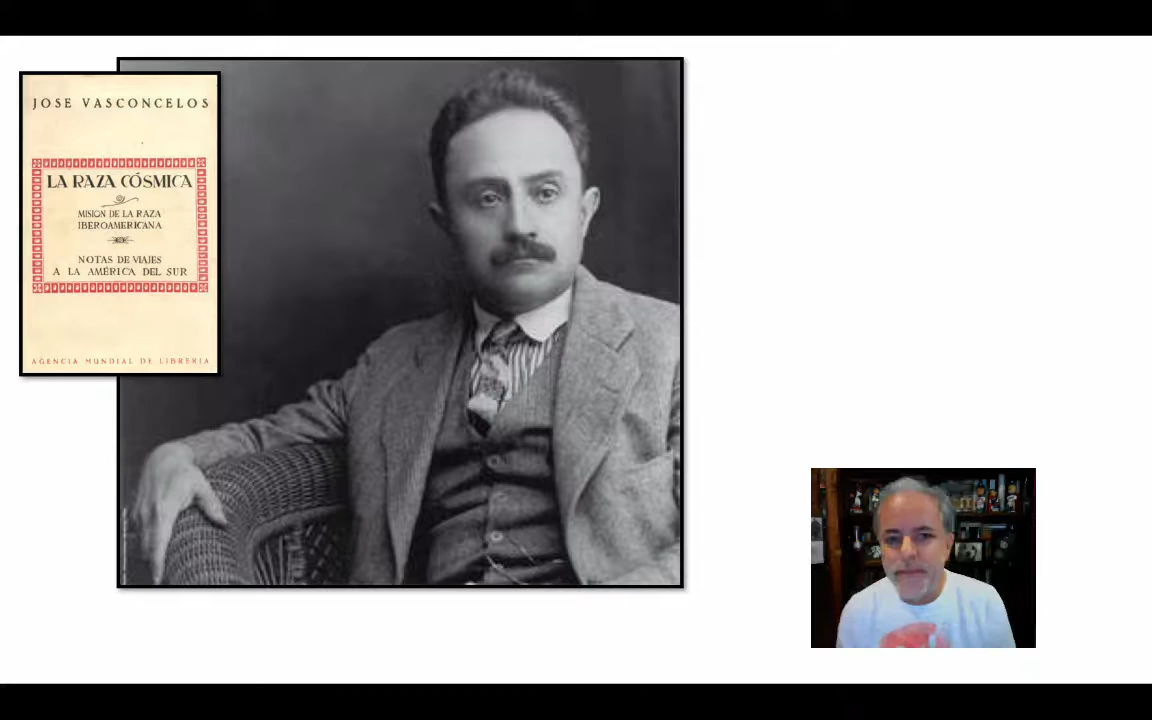 JOSE VASCONCELOS
LA RAZA CÓSMICA
MISION DE LA RAZA
IBEROAMERICANA
NOTAS DE VIAJES
A LA AMÉRICA DEL SUR
AGENCIA MUNDIAL DE LIBRERIA